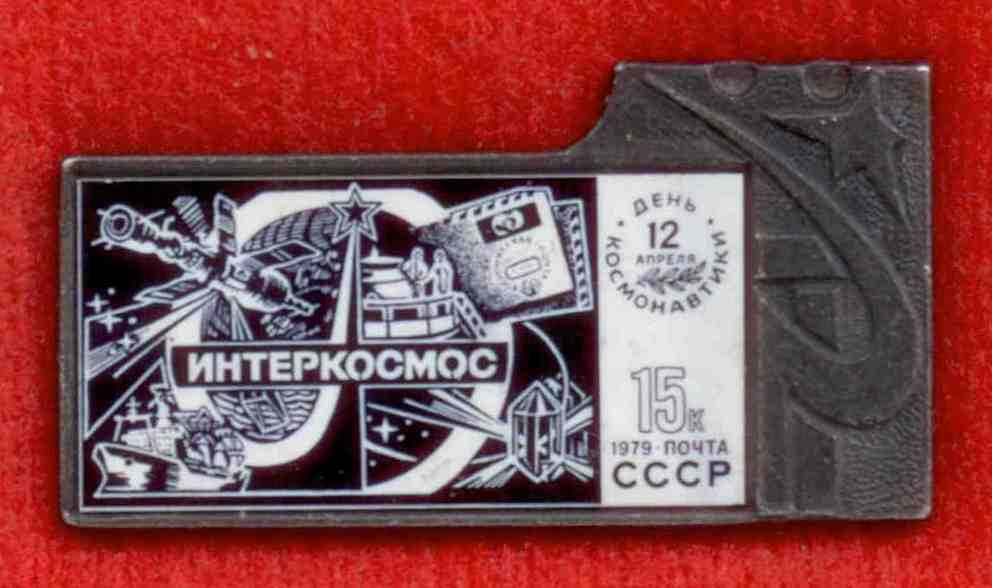 ИНТЕРКОСМОС
ДЕНЬ
12
АПРЕЛЯ
КОСМОНАВТИКИ
15к
1979·ПОЧТА
СССР